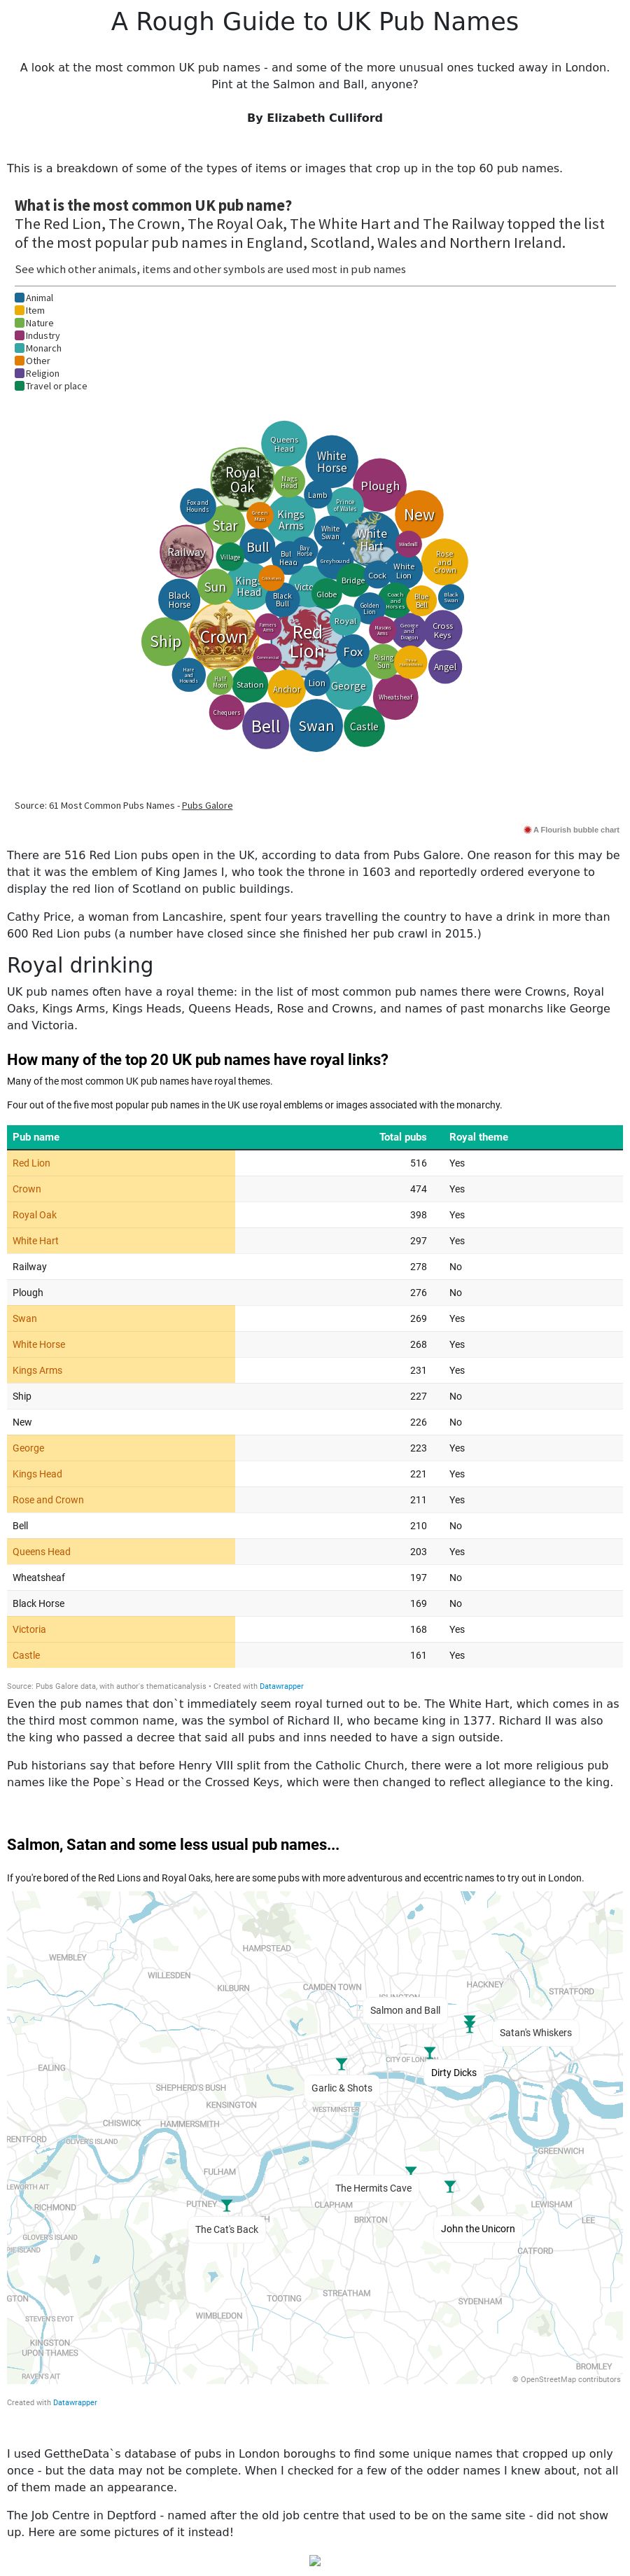 A Rough Guide to UK Pub Names
A look at the most common UK pub names - and some of the more unusual ones tucked away in London.
Pint at the Salmon and Ball, anyone?
By Elizabeth Culliford
This is a breakdown of some of the types of items or images that crop up in the top 60 pub names.
What is the most common UK pub name?
The Red Lion, The Crown, The Royal Oak, The White Hart and The Railway topped the list
of the most popular pub names in England, Scotland, Wales and Northern Ireland.
See which other animals, items and other symbols are used most in pub names
Animal
Item
Nature
Industry
Monarch
Other
Religion
Travel or place
Queens
Head
White
Horse
Royal
Oak
Nags
Head
Plough
Lamb
Fox and
Hounds
Prince
of Wales
New
Green
Man
Kings
Arms
Star
White
Swan
White
Hart
Railway
Village
Bull
Bull
Head
Bay
Horse
Windmill
Greyhound
Rose
and
Crown
Cock
White
Lion
Sun
Kings
Head
Victo
Bridge
Black
Horse
Black
Bull
Globe
Golden
Lion
Coach
and
Horses
Blue
Bell
Black
Swan
Ship
Crown
Farmers
Arms
Red
Lion
Royal
Masons
Arms
George
and
Dragon
Cross
Keys
Commercial
Fox
Rising
Sun
Angel
Hare
and
Hounds
Half
Moon
Station
Anchor
Lion
George
Wheatsheaf
Chequers
Bell
Swan
Castle
Source: 61 Most Common Pubs Names - Pubs Galore
A Flourish bubble chart
There are 516 Red Lion pubs open in the UK, according to data from Pubs Galore. One reason for this may be
that it was the emblem of King James I, who took the throne in 1603 and reportedly ordered everyone to
display the red lion of Scotland on public buildings.
Cathy Price, a woman from Lancashire, spent four years travelling the country to have a drink in more than
600 Red Lion pubs (a number have closed since she finished her pub crawl in 2015.)
Royal drinking
UK pub names often have a royal theme: in the list of most common pub names there were Crowns, Royal
Oaks, Kings Arms, Kings Heads, Queens Heads, Rose and Crowns, and names of past monarchs like George
and Victoria.
How many of the top 20 UK pub names have royal links?
Many of the most common UK pub names have royal themes.
Four out of the five most popular pub names in the UK use royal emblems or images associated with the monarchy.
Pub name Total pubs Royal theme
Red Lion 516 Yes
Crown 474 Yes
Royal Oak 398 Yes
White Hart 297 Yes
Railway 278 No
Plough 276 No
Swan 269 Yes
White Horse 268 Yes
Kings Arms 231 Yes
Ship 227 No
New 226 No
George 223 Yes
Kings Head 221 Yes
Rose and Crown 211 Yes
Bell 210 No
Queens Head 203 Yes
Wheatsheaf 197 No
Black Horse 169 No
Victoria 168 Yes
Castle 161 Yes
Source: Pubs Galore data, with author's thematicanalysis • Created with Datawrapper
Even the pub names that don`t immediately seem royal turned out to be. The White Hart, which comes in as
the third most common name, was the symbol of Richard II, who became king in 1377. Richard II was also
the king who passed a decree that said all pubs and inns needed to have a sign outside.
Pub historians say that before Henry VIII split from the Catholic Church, there were a lot more religious pub
names like the Pope`s Head or the Crossed Keys, which were then changed to reflect allegiance to the king.
Salmon, Satan and some less usual pub names...
If you're bored of the Red Lions and Royal Oaks, here are some pubs with more adventurous and eccentric names to try out in London.
HAMPSTEAD
WEMBLEY
WILLESDEN
KILBURN
CAMDEN TOWN
HACKNEY
STRATFORD
ISLINGTON
Salmon and Ball
Satan's Whiskers
CITY OF LON
EALING
Dirty Dicks
SHEPHERD'S BUSH
Garlic & Shots
KENSINGTON
WESTMINSTER
CHISWICK
HAMMERSMITH
RENTFORD
OLIVER'S ISLAND
GREENWICH
FULHAM
LEWORTH AIT
The Hermits Cave
RICHMOND
PUTNEY
CLAPHAM
LEWISHAM
BRIXTON
LEE
The Cat's Back
John the Unicorn
GLOVER'S ISLAND
CATFORD
GTON
TOOTING
STREATHAM
SYDENHAM
STEVEN'S EYOT
WIMBLEDON
KINGSTON
UPON THAMES
BROMLEY
RAVEN'S AIT
© OpenStreetMap contributors
Created with Datawrapper
I used GettheData`s database of pubs in London boroughs to find some unique names that cropped up only
once - but the data may not be complete. When I checked for a few of the odder names I knew about, not all
of them made an appearance.
The Job Centre in Deptford - named after the old job centre that used to be on the same site - did not show
up. Here are some pictures of it instead!